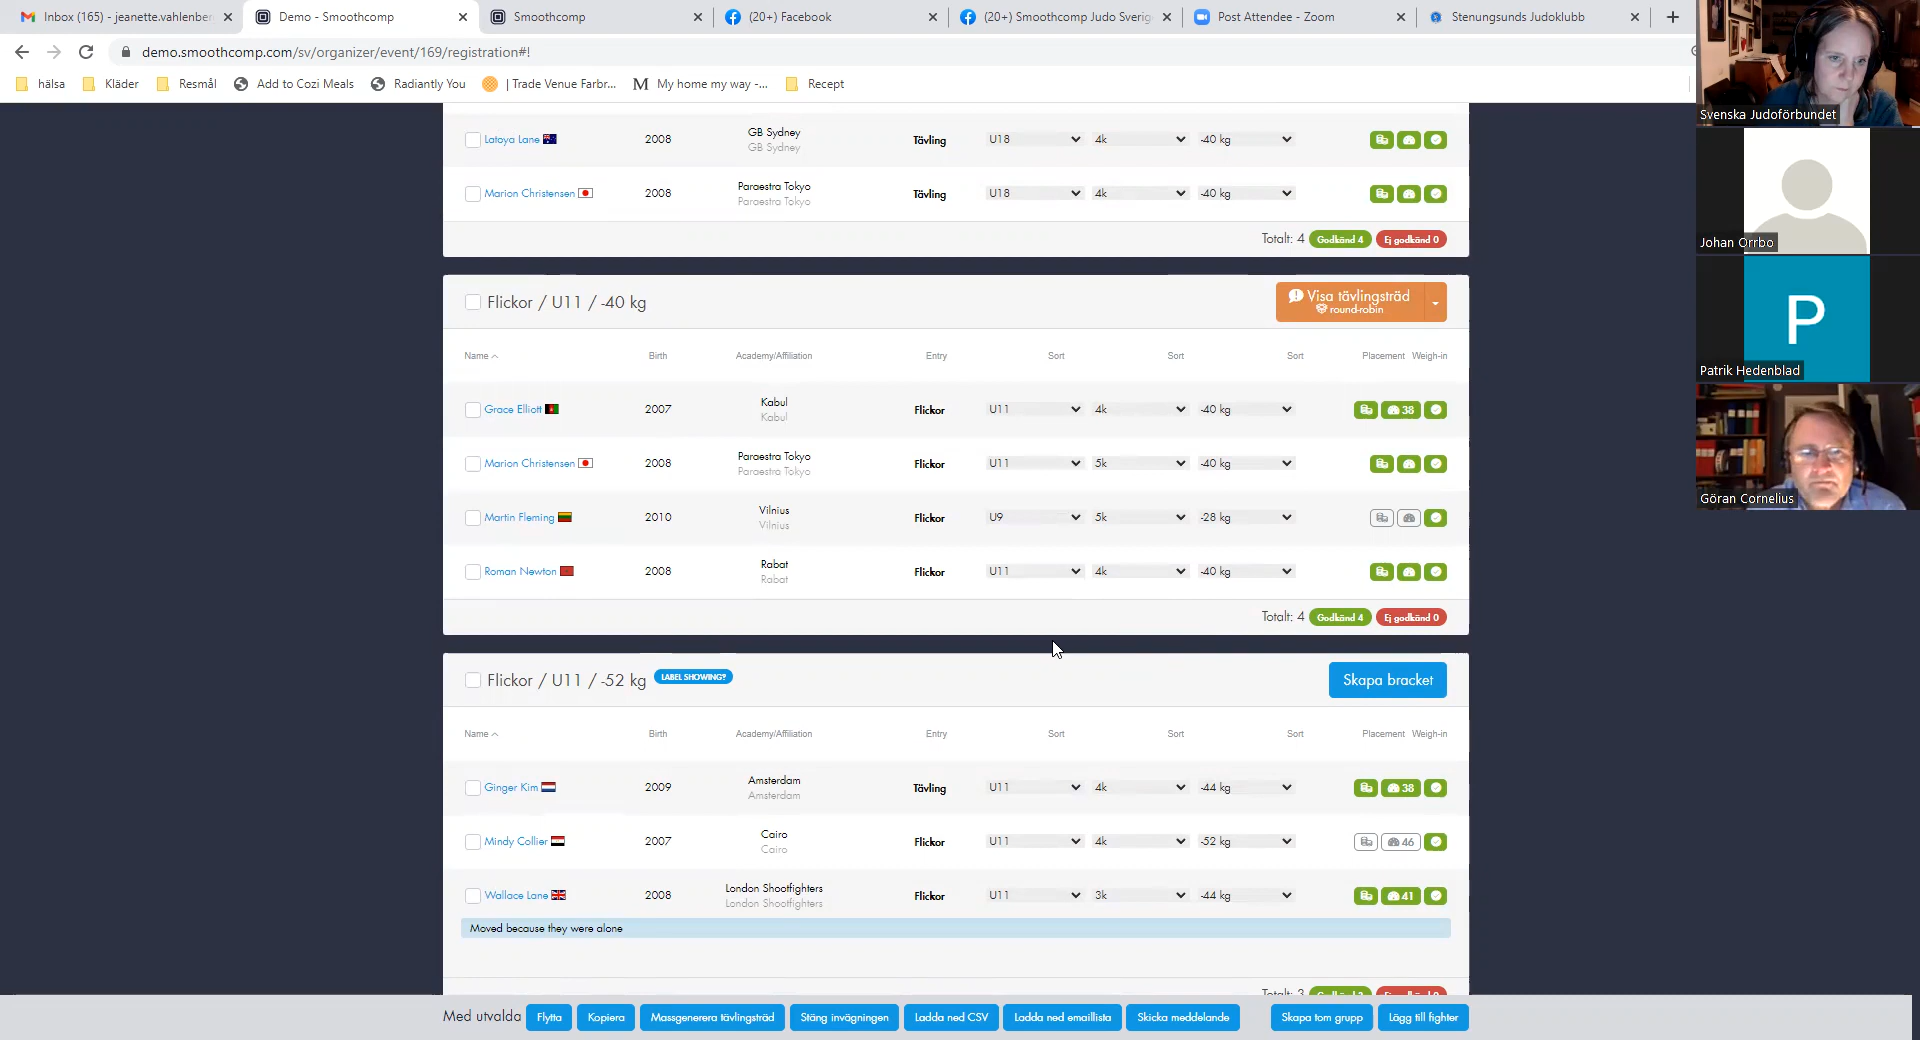 Inbox (165) - jeanette.vahlenber
Demo - Smoothcomp
Smoothcomp
(20+) Facebook
(20+) Smoothcomp Judo Sverig
Post Attendee - Zoom
Stenungsunds Judoklubb
demo.smoothcomp.com/sv/organizer/event/169/registration#!
hälsa
Kläder
Resmål
Add to Cozi Meals
Radiantly You
| Trade Venue Farbr...
My home my way -...
Recept
Svenska Judoförbundet
Johan Orrbo
P
Patrik Hedenblad
Göran Cornelius
Latoya Lane 2008 GB Sydney Tävling U18 4k -40 kg
GB Sydney
Marion Christensen 2008 Paraestra Tokyo Tävling U18 4k -40 kg
Paraestra Tokyo
Totalt: 4 Godkänd 4 Ej godkänd 0
Flickor / U11 / -40 kg
Visa tävlingsträd
round-robin
Name Birth Academy/Affiliation Entry Sort Sort Sort Placement Weigh-in
Grace Elliott 2007 Kabul Flickor U11 4k -40 kg 38
Kabul
Marion Christensen 2008 Paraestra Tokyo Flickor U11 5k -40 kg
Paraestra Tokyo
Martin Fleming 2010 Vilnius Flickor U9 5k -28 kg
Vilnius
Roman Newton 2008 Rabat Flickor U11 4k -40 kg
Rabat
Totalt: 4 Godkänd 4 Ej godkänd 0
Flickor / U11 / -52 kg LABEL SHOWING? Skapa bracket
Name Birth Academy/Affiliation Entry Sort Sort Sort Placement Weigh-in
Ginger Kim 2009 Amsterdam Tävling U11 4k -44 kg 38
Amsterdam
Mindy Collier 2007 Cairo Flickor U11 4k -52 kg 46
Cairo
Wallace Lane 2008 London Shootfighters Flickor U11 3k -44 kg 41
London Shootfighters
Moved because they were alone
Totalt: 3
Med utvalda Flytta Kopiera Massgenerera tävlingsträd Stäng invägningen Ladda ned CSV Ladda ned emaillista Skicka meddelande Skapa tom grupp Lägg till fighter